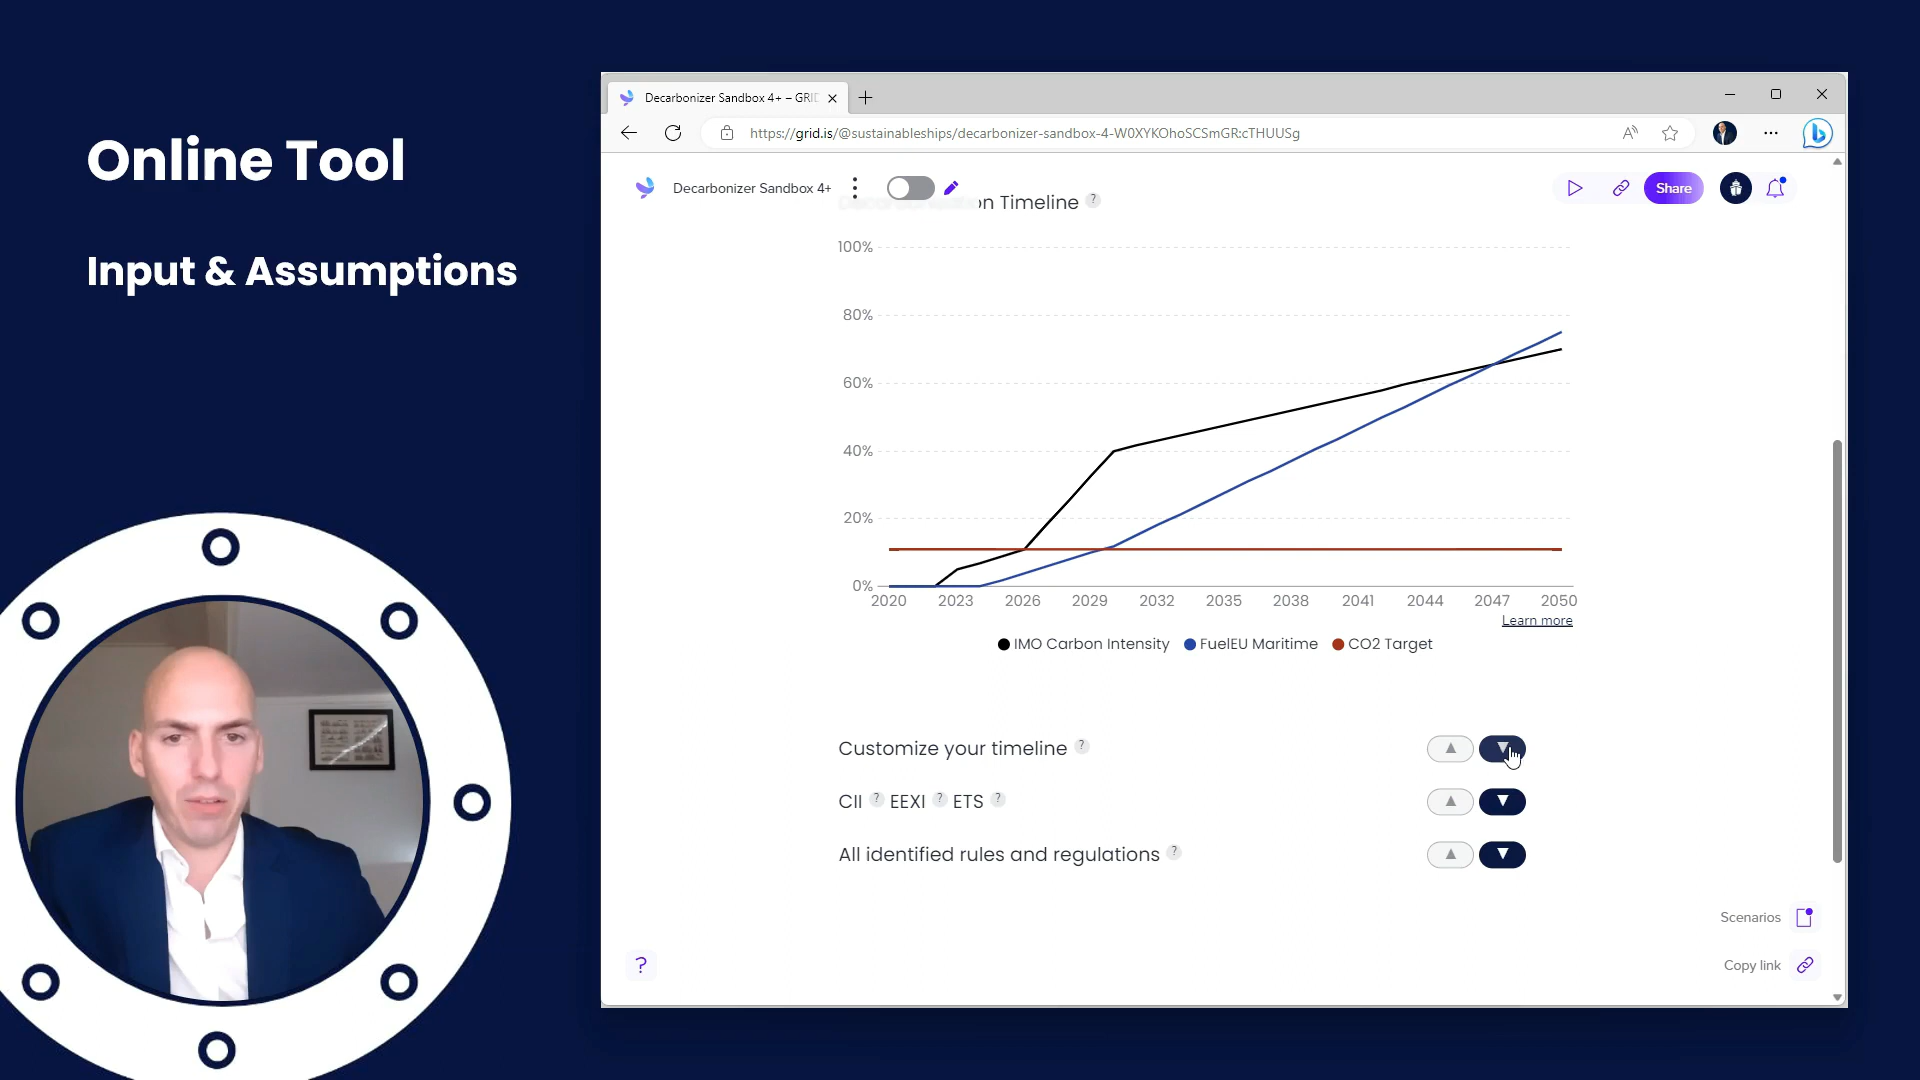 Online Tool
Input & Assumptions
Decarbonizer Sandbox 4+ – GRID
https://grid.is/@sustainableships/decarbonizer-sandbox-4-W0XYKOhoSCSmGR:cTHUUSg
Decarbonizer Sandbox 4+
Share
n Timeline ?
100%
80%
60%
40%
20%
0%
2020 2023 2026 2029 2032 2035 2038 2041 2044 2047 2050
Learn more
IMO Carbon Intensity FuelEU Maritime CO2 Target
Customize your timeline ?
CII ? EEXI ? ETS ?
All identified rules and regulations ?
Scenarios
?
Copy link